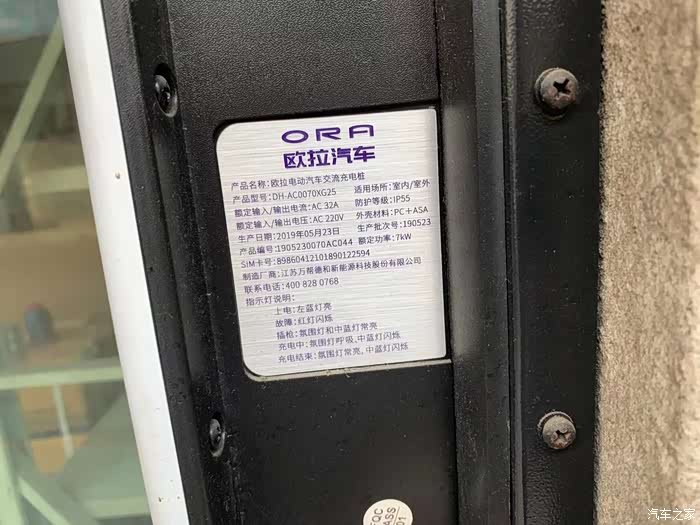 ORA
欧拉汽车
产品名称:欧拉电动汽车交流充电桩
产品型号:DH-AC0070XG25 适用场所:室内/室外
额定输入/输出电流:AC 32A 防护等级:IP55
额定输入/输出电压:AC 220V 外壳材料:PC+ASA
生产日期:2019年05月23日 生产批次号:190523
产品编号:1905230070AC044 额定功率:7kW
SIM卡号:89860412101890122594
制造厂商:江苏万帮德和新能源科技股份有限公司
联系电话:400 828 0768
指示灯说明:
上电:左蓝灯亮
故障:红灯闪烁
插枪:氛围灯和中蓝灯常亮
充电中:氛围灯呼吸,中蓝灯闪烁
充电结束:氛围灯常亮,中蓝灯闪烁
QC
ASS
01
汽车之家